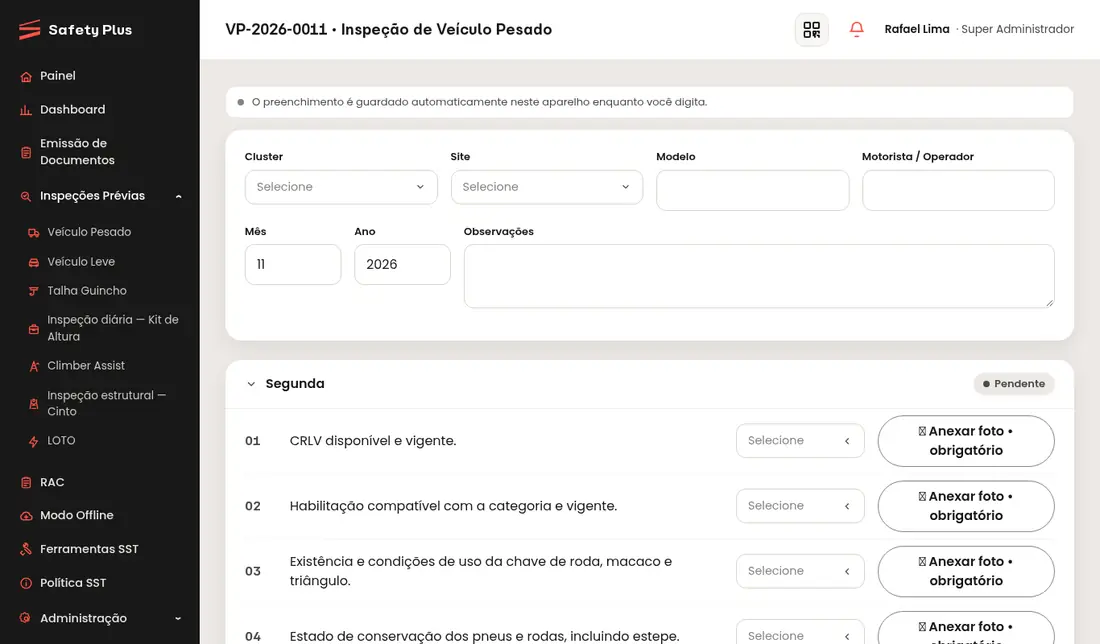 Safety Plus
VP-2026-0011 • Inspeção de Veículo Pesado
Rafael Lima · Super Administrador
Painel
Dashboard
Emissão de
Documentos
Inspeções Prévias
Veículo Pesado
Veículo Leve
Talha Guincho
Inspeção diária — Kit de
Altura
Climber Assist
Inspeção estrutural —
Cinto
LOTO
RAC
Modo Offline
Ferramentas SST
Política SST
Administração
O preenchimento é guardado automaticamente neste aparelho enquanto você digita.
Cluster
Site
Modelo
Motorista / Operador
Selecione
Selecione
Mês
Ano
Observações
11
2026
Segunda
Pendente
01
CRLV disponível e vigente.
Selecione
Anexar foto •
obrigatório
02
Habilitação compatível com a categoria e vigente.
Selecione
Anexar foto •
obrigatório
03
Existência e condições de uso da chave de roda, macaco e
triângulo.
Selecione
Anexar foto •
obrigatório
04
Estado de conservação dos pneus e rodas, incluindo estepe.
Selecione
Anexar foto •
obrigatório